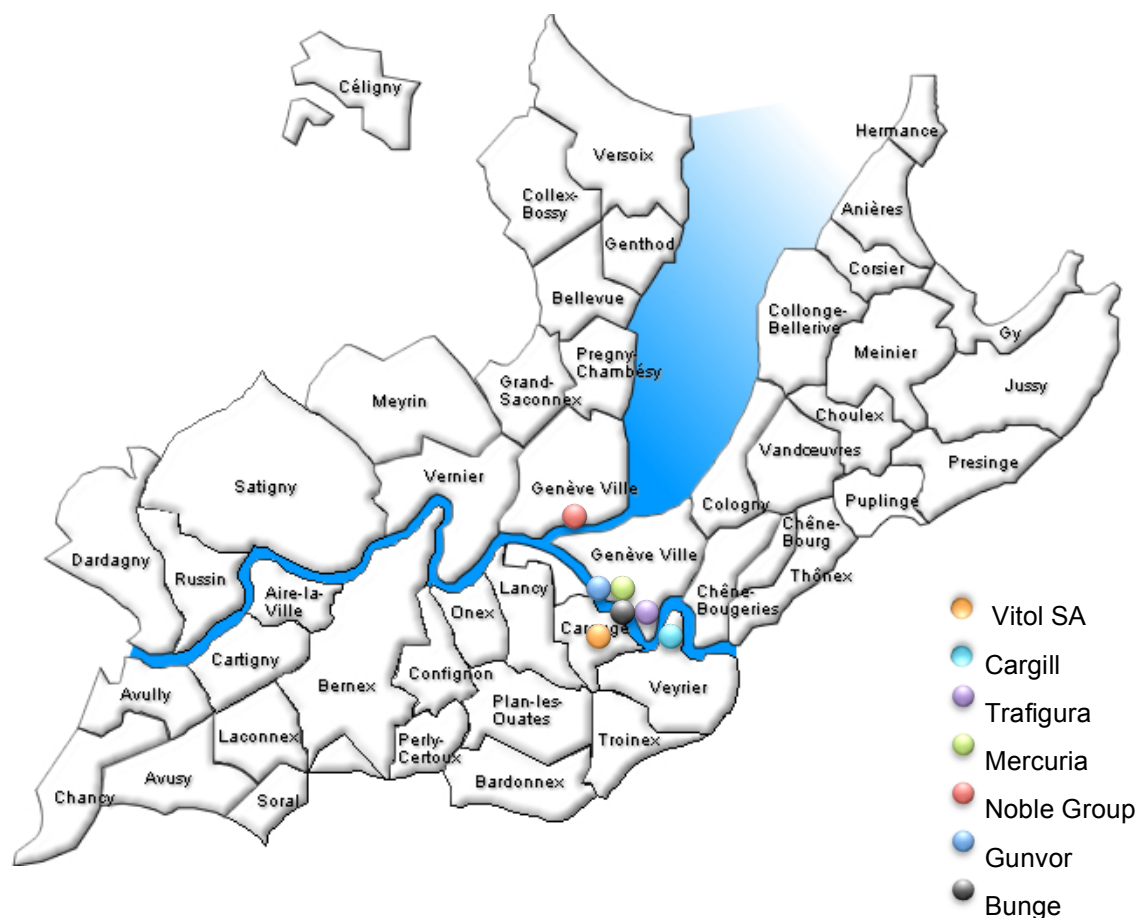 Céligny
Hermance
Versoix
Collex-
Bossy
Anières
Genthod
Corsier
Bellevue
Collonge-
Bellerive
Gy
Pregny-
Chambésy
Meinier
Grand-
Saconnex
Jussy
Meyrin
Choulex
Vandœuvres
Presinge
Vernier
Satigny
Genève Ville
Puplinge
Cologny
Chêne-
Bourg
Genève Ville
Dardagny
Russin
Thônex
Aire-la-
Ville
Lancy
Chêne-
Bougeries
Onex
Carouge
Vitol SA
Cartigny
Confignon
Cargill
Bernex
Veyrier
Avully
Plan-les-
Ouates
Trafigura
Laconnex
Perly-
Certoux
Troinex
Mercuria
Avusy
Bardonnex
Chancy
Soral
Noble Group
Gunvor
Bunge